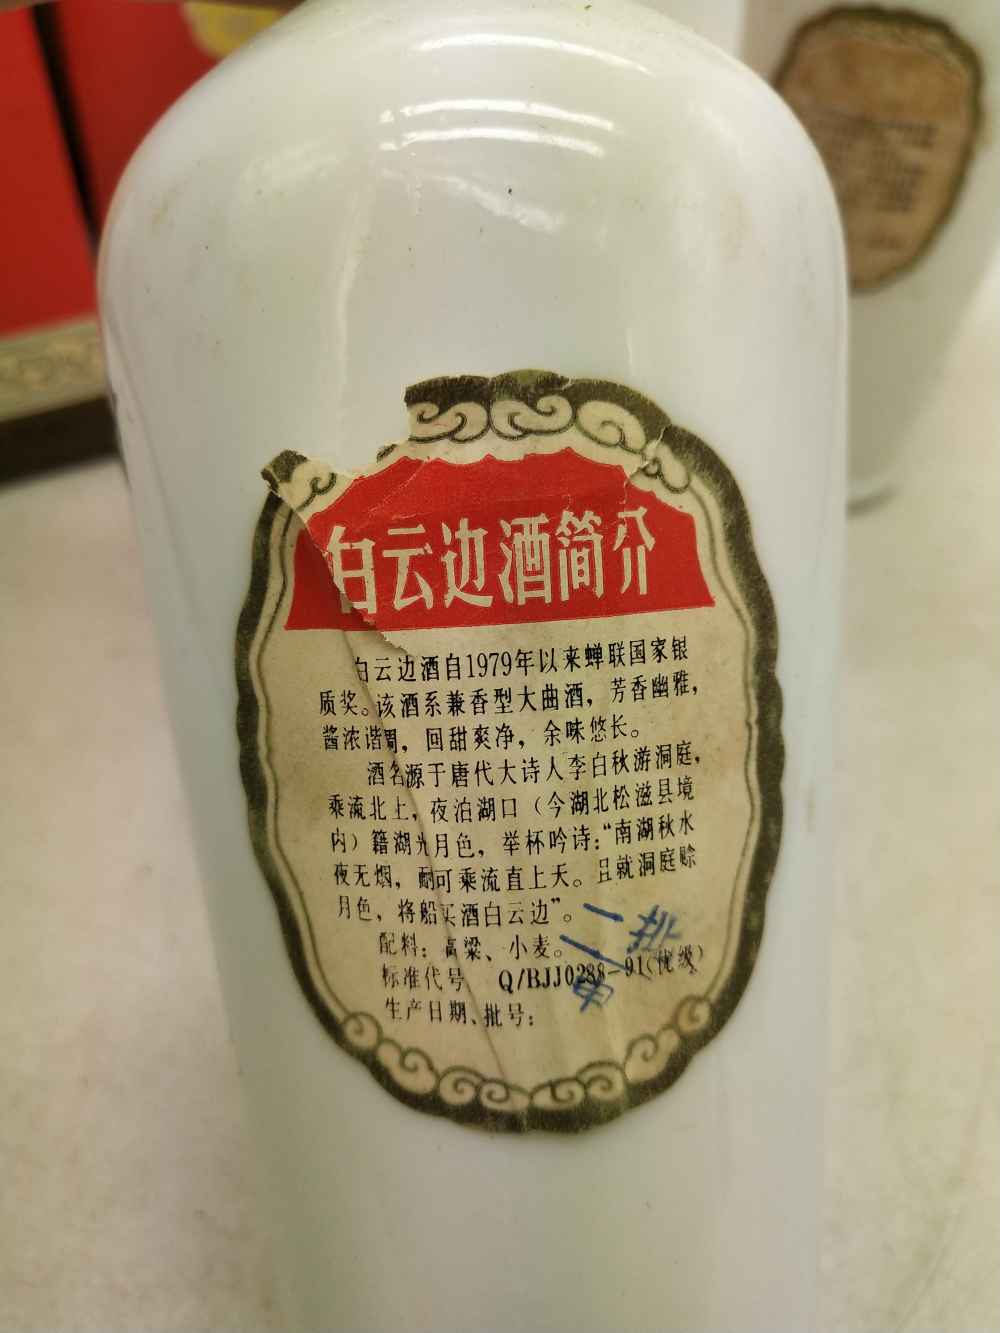 白云边酒简介
白云边酒自1979年以来蝉联国家银
质奖。该酒系兼香型大曲酒，芳香幽雅，
酱浓谐调，回甜爽净，余味悠长。
酒名源于唐代大诗人李白秋游洞庭，
乘流北上，夜泊湖口（今湖北松滋县境
内）籍湖光月色，举杯吟诗：“南湖秋水
夜无烟，耐可乘流直上天。且就洞庭赊
月色，将船买酒白云边”。
配料：高粱、小麦。
标准代号 Q/BJJ0288-91(优级)
生产日期、批号：